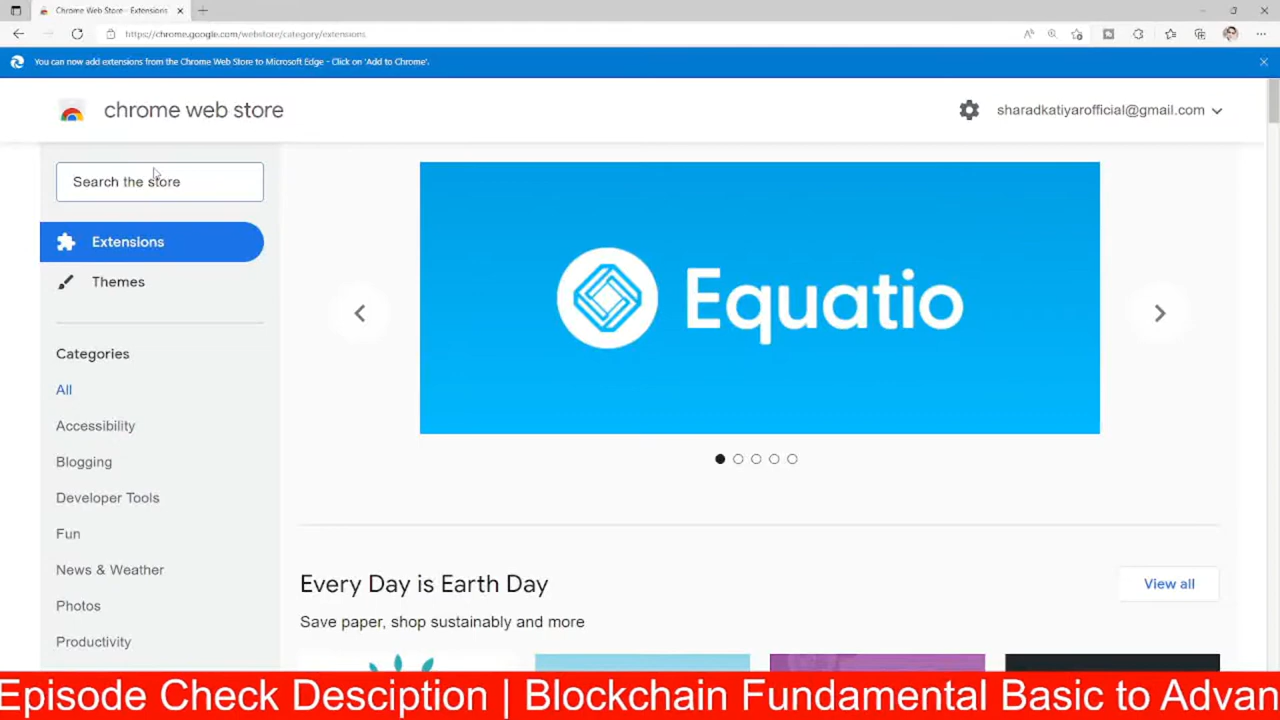 Chrome Web Store - Extensions
https://chrome.google.com/webstore/category/extensions
You can now add extensions from the Chrome Web Store to Microsoft Edge - Click on 'Add to Chrome'.
chrome web store
sharadkatiyarofficial@gmail.com
Search the store
Extensions
Themes
Categories
All
Accessibility
Blogging
Developer Tools
Fun
News & Weather
Photos
Productivity
Equatio
Every Day is Earth Day
View all
Save paper, shop sustainably and more
Episode Check Desciption | Blockchain Fundamental Basic to Advan